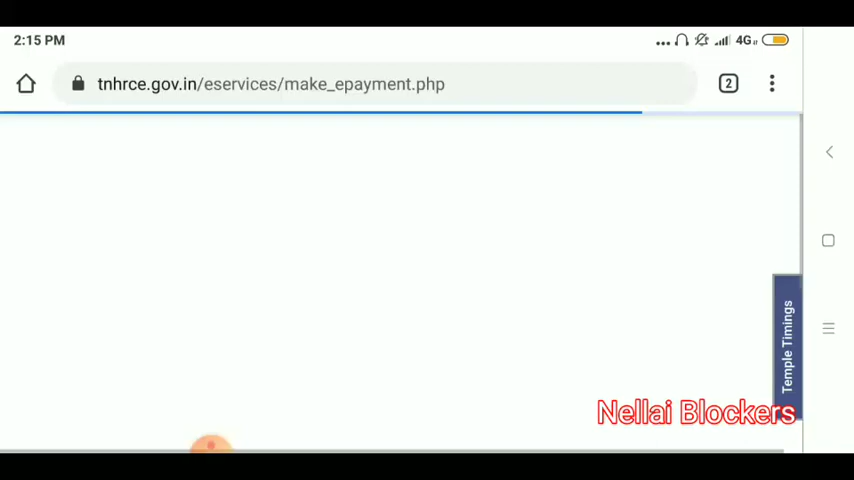 2:15 PM
4G
tnhrce.gov.in/eservices/make_epayment.php
2
Temple Timings
Nellai Blockers